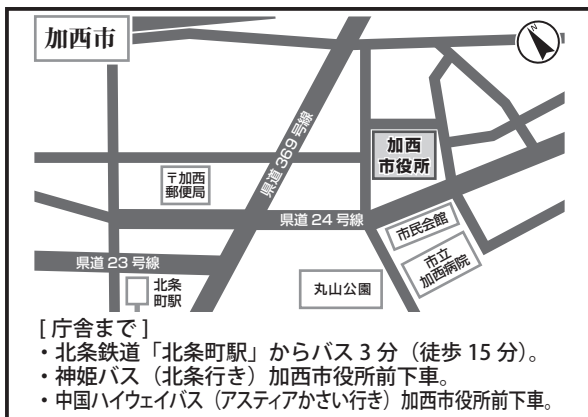 加西市
県道369号線
加西
市役所
〒加西
郵便局
県道24号線
市民会館
市立
加西病院
県道23号線
北条
町駅
丸山公園
[庁舎まで]
・北条鉄道「北条町駅」からバス3分（徒歩15分）。
・神姫バス（北条行き）加西市役所前下車。
・中国ハイウェイバス（アスティアかさい行き）加西市役所前下車。